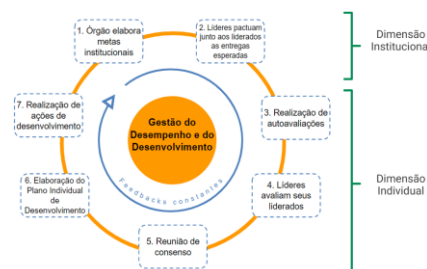 1. Órgão elabora
metas
institucionais
2. Líderes pactuam
junto aos liderados
as entregas
esperadas
Dimensão
Instituciona
7. Realização de
ações de
desenvolvimento
Gestão do
Desempenho e do
Desenvolvimento
3. Realização de
autoavaliações
6. Elaboração do
Plano Individual
de
Desenvolvimento
Feedbacks constantes
4. Líderes
avaliam seus
liderados
Dimensão
Individual
5. Reunião de
consenso